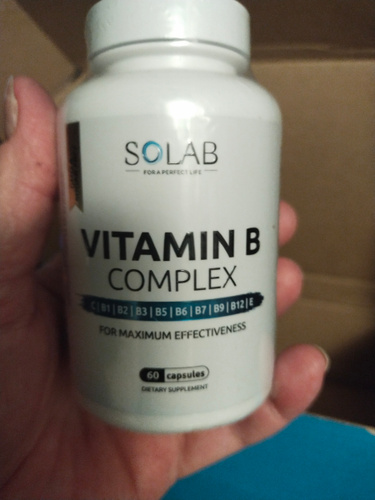 SOLAB
FOR A PERFECT LIFE
VITAMIN B
COMPLEX
C | B1 | B2 | B3 | B5 | B6 | B7 | B9 | B12 | E
FOR MAXIMUM EFFECTIVENESS
60 capsules
DIETARY SUPPLEMENT